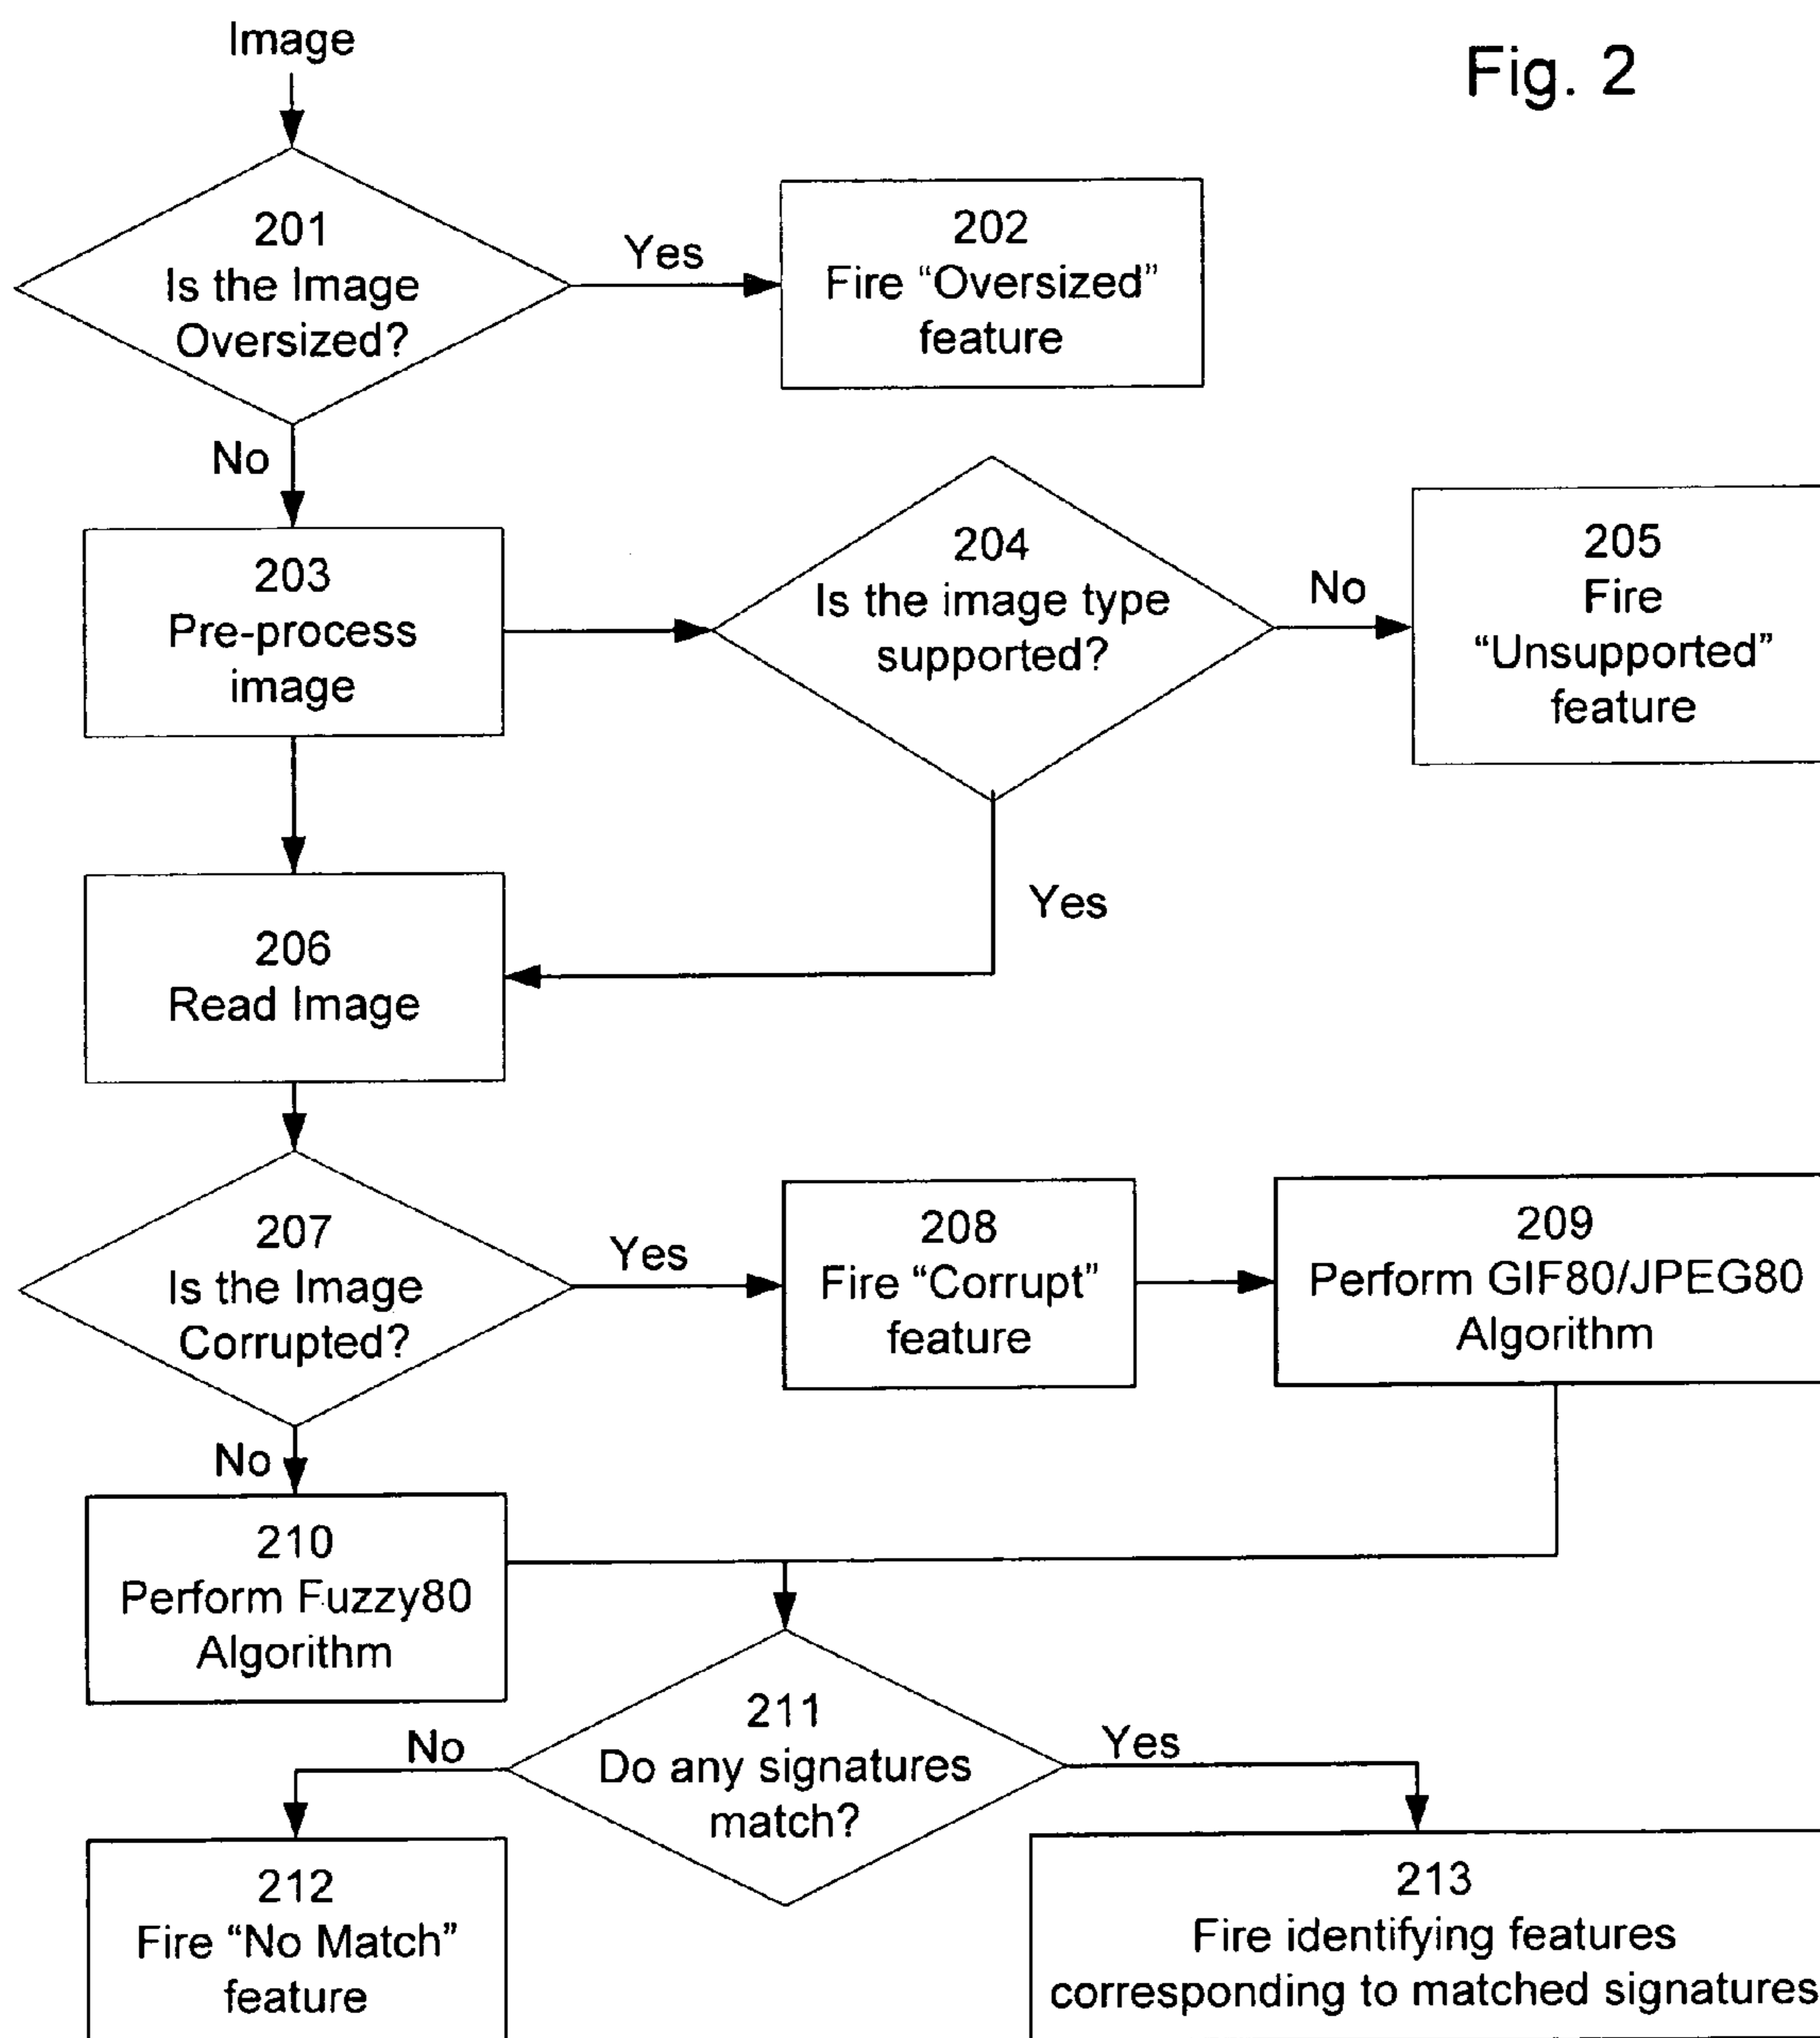 Image
Fig. 2
201
Is the Image
Oversized?
Yes
202
Fire “Oversized”
feature
No
203
Pre-process
image
204
Is the image type
supported?
No
205
Fire
“Unsupported”
feature
Yes
206
Read Image
207
Is the Image
Corrupted?
Yes
208
Fire “Corrupt”
feature
209
Perform GIF80/JPEG80
Algorithm
No
210
Perform Fuzzy80
Algorithm
211
Do any signatures
match?
No
Yes
212
Fire “No Match”
feature
213
Fire identifying features
corresponding to matched signatures